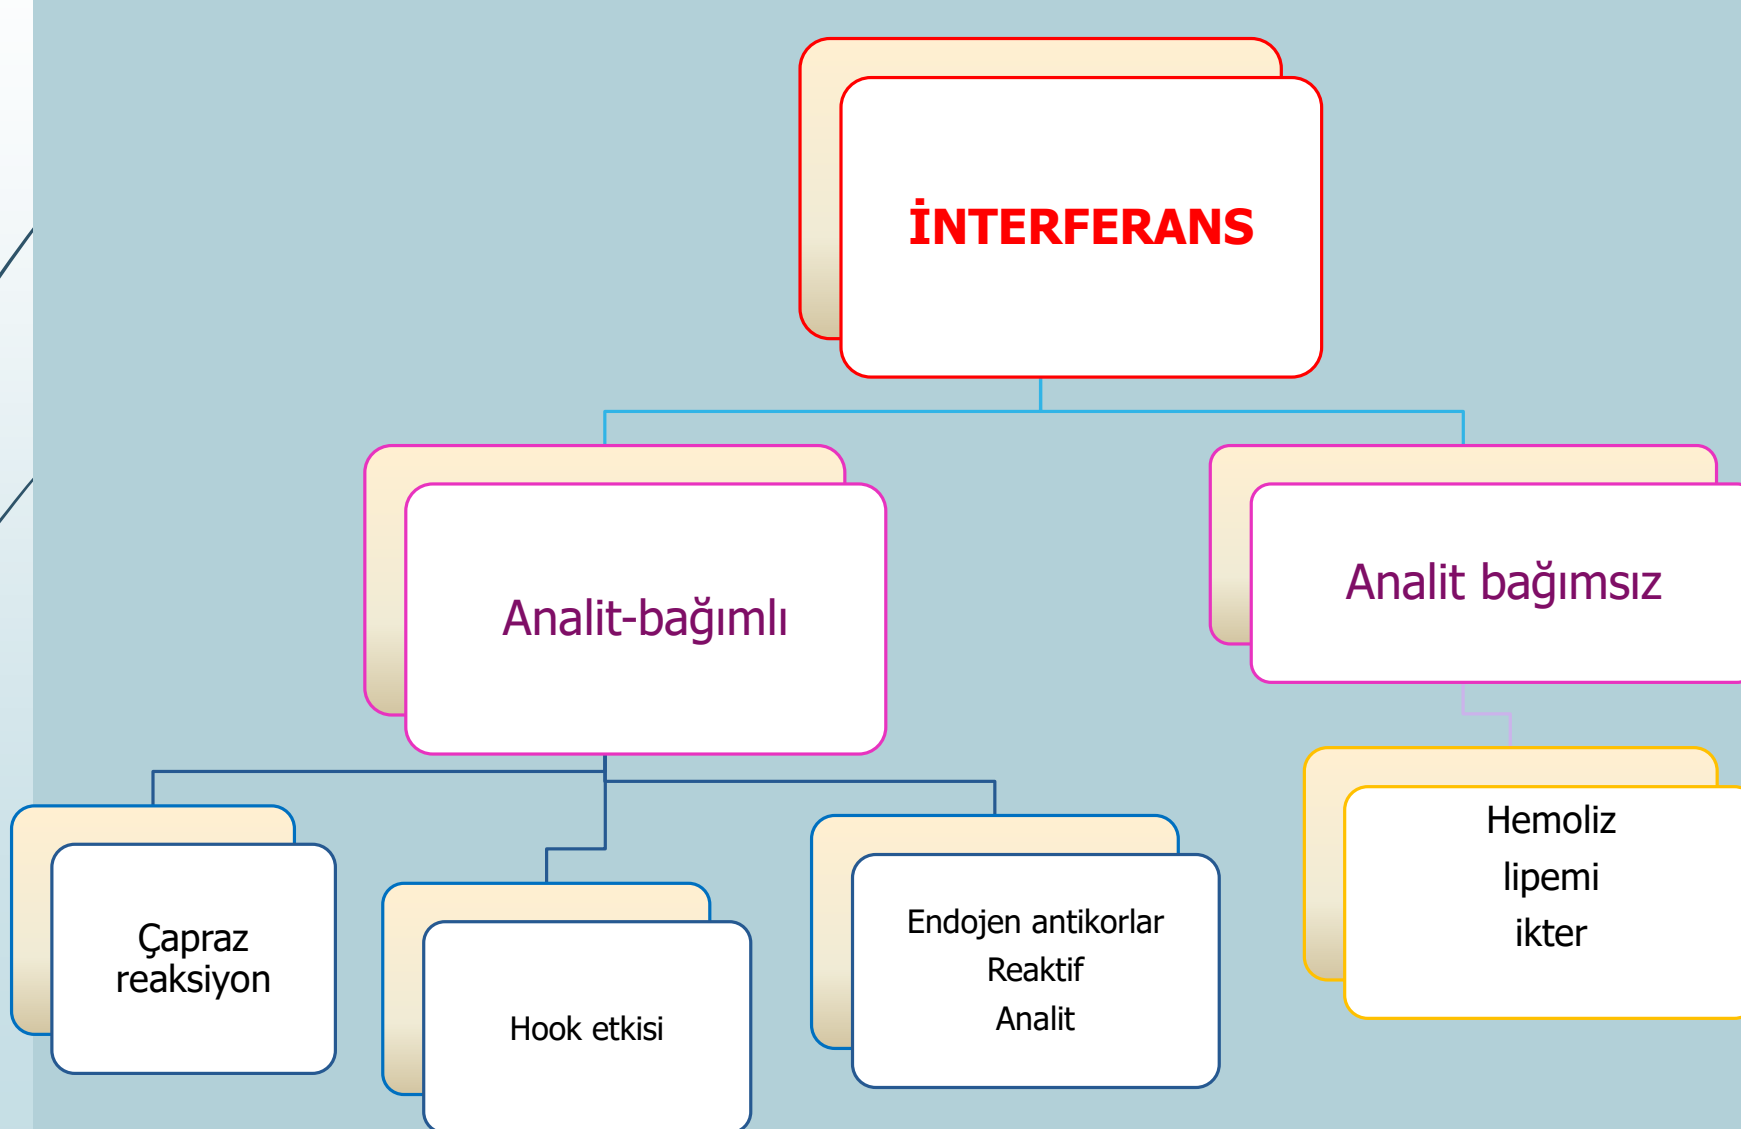 İNTERFERANS
Analit-bağımlı
Analit bağımsız
Çapraz
reaksiyon
Hook etkisi
Endojen antikorlar
Reaktif
Analit
Hemoliz
lipemi
ikter